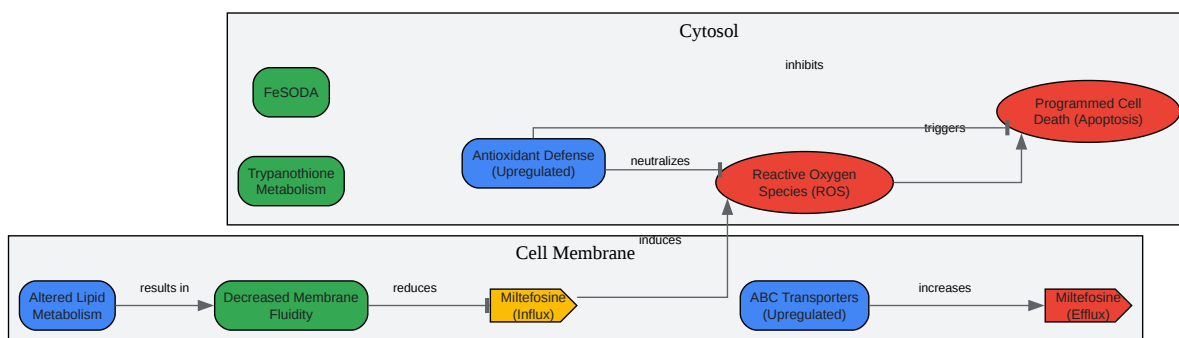 Cytosol
inhibits
FeSODA
Programmed Cell
Death (Apoptosis)
triggers
Antioxidant Defense
(Upregulated)
neutralizes
Trypanothione
Metabolism
Reactive Oxygen
Species (ROS)
induces
Cell Membrane
Altered Lipid
Metabolism
results in
Decreased Membrane
Fluidity
reduces
Miltefosine
(Influx)
ABC Transporters
(Upregulated)
increases
Miltefosine
(Efflux)